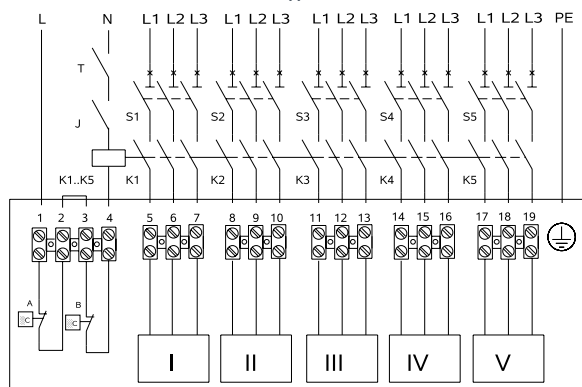 L N L1 L2 L3 L1 L2 L3 L1 L2 L3 L1 L2 L3 L1 L2 L3 PE
T
J S1 S2 S3 S4 S5
K1..K5 K1 K2 K3 K4 K5
1 2 3 4 5 6 7 8 9 10 11 12 13 14 15 16 17 18 19
A B
I II III IV V